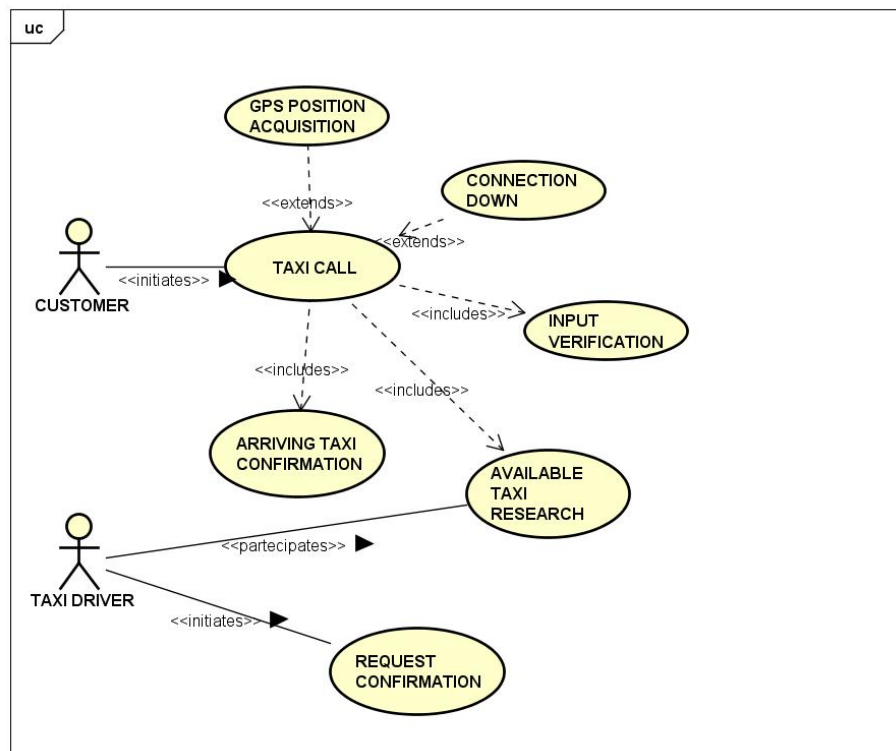 uc
GPS POSITION
ACQUISITION
CONNECTION
DOWN
<<extends>>
<<extends>>
TAXI CALL
<<initiates>>
CUSTOMER
<<includes>>
INPUT
VERIFICATION
<<includes>>
<<includes>>
ARRIVING TAXI
CONFIRMATION
AVAILABLE
TAXI
RESEARCH
<<partecipates>>
TAXI DRIVER
<<initiates>>
REQUEST
CONFIRMATION